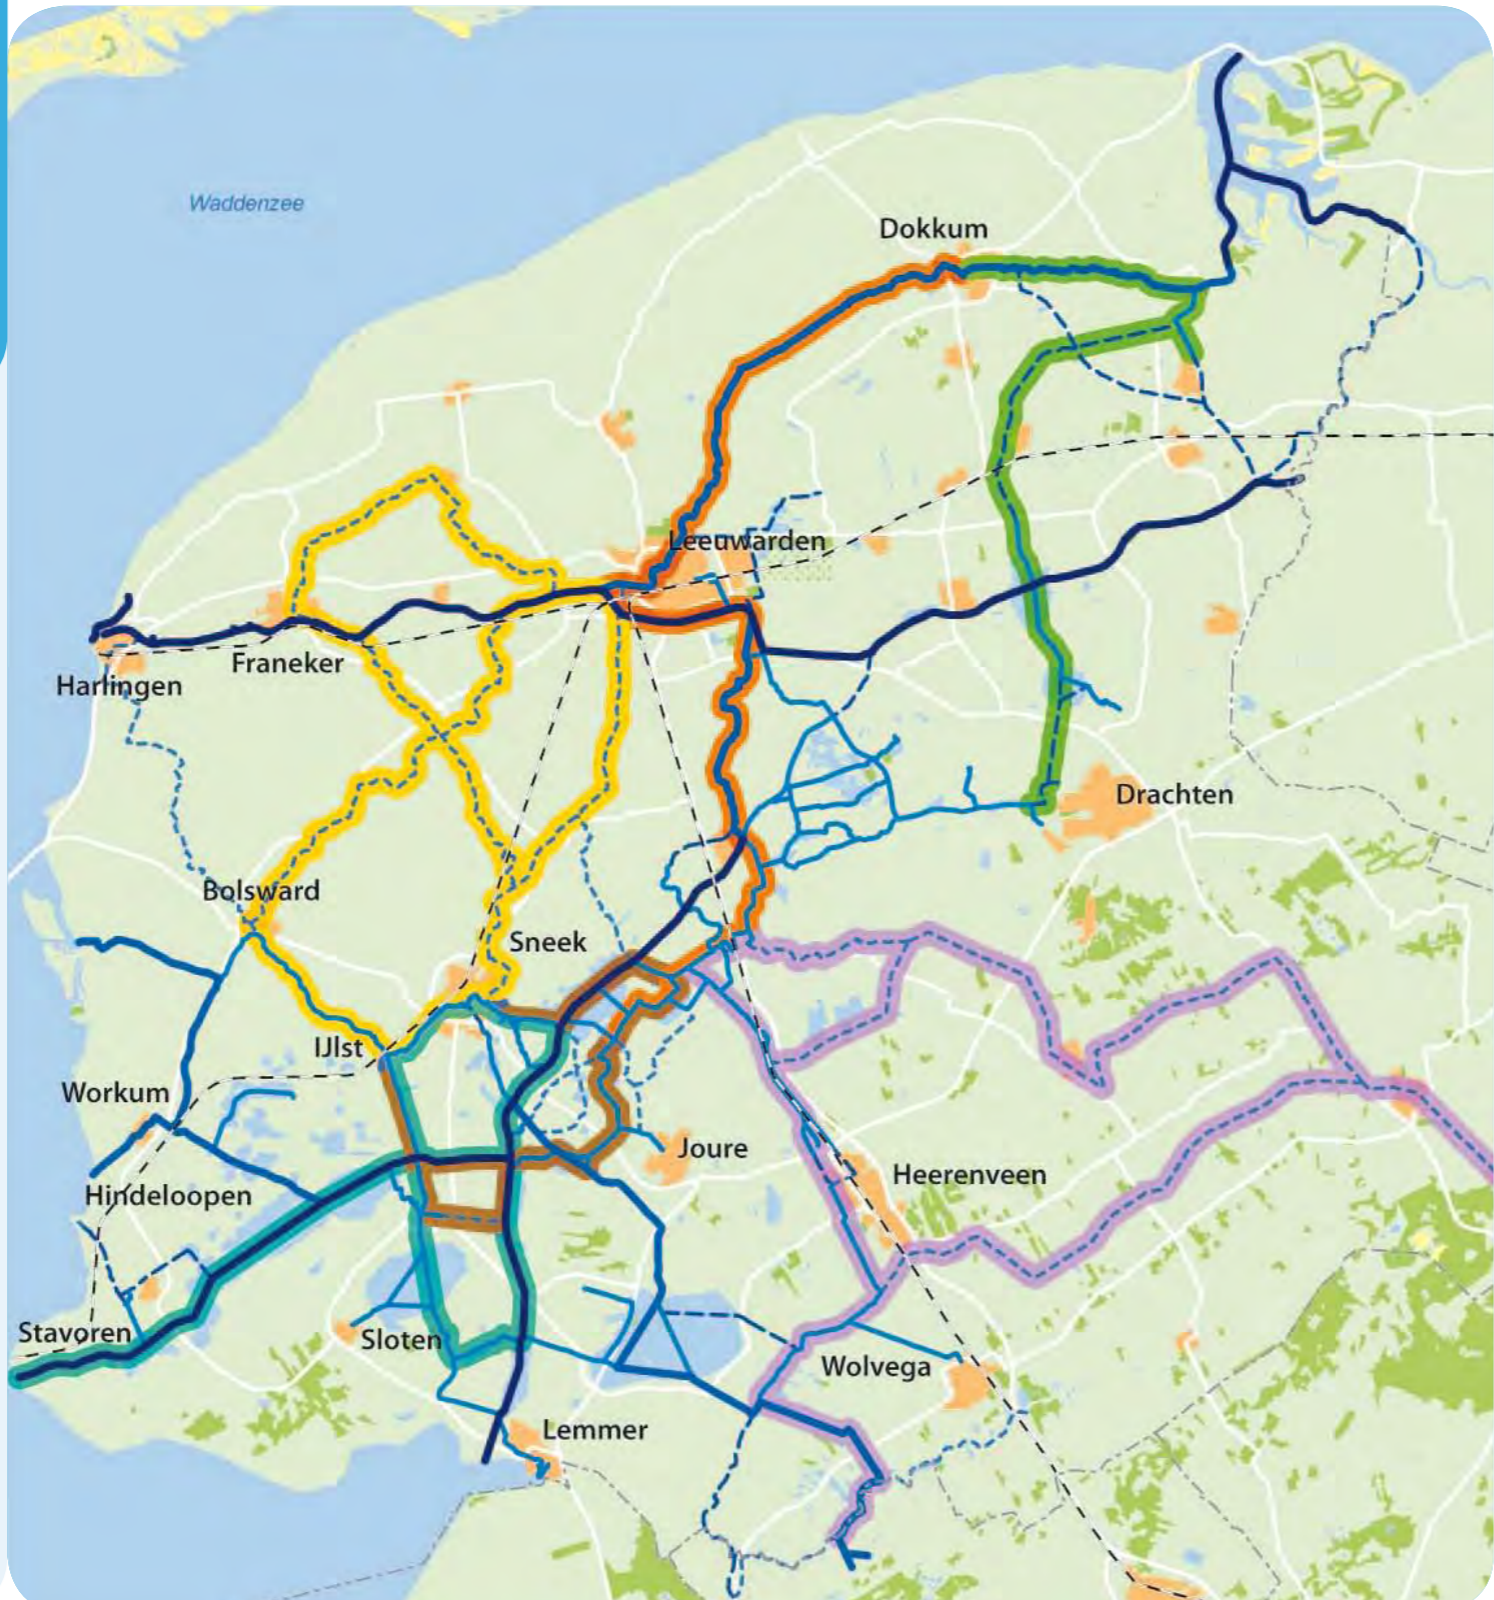 Waddenzee
Dokkum
Leeuwarden
Harlingen
Franeker
Drachten
Bolsward
Sneek
IJlst
Workum
Joure
Heerenveen
Hindeloopen
Stavoren
Sloten
Wolvega
Lemmer